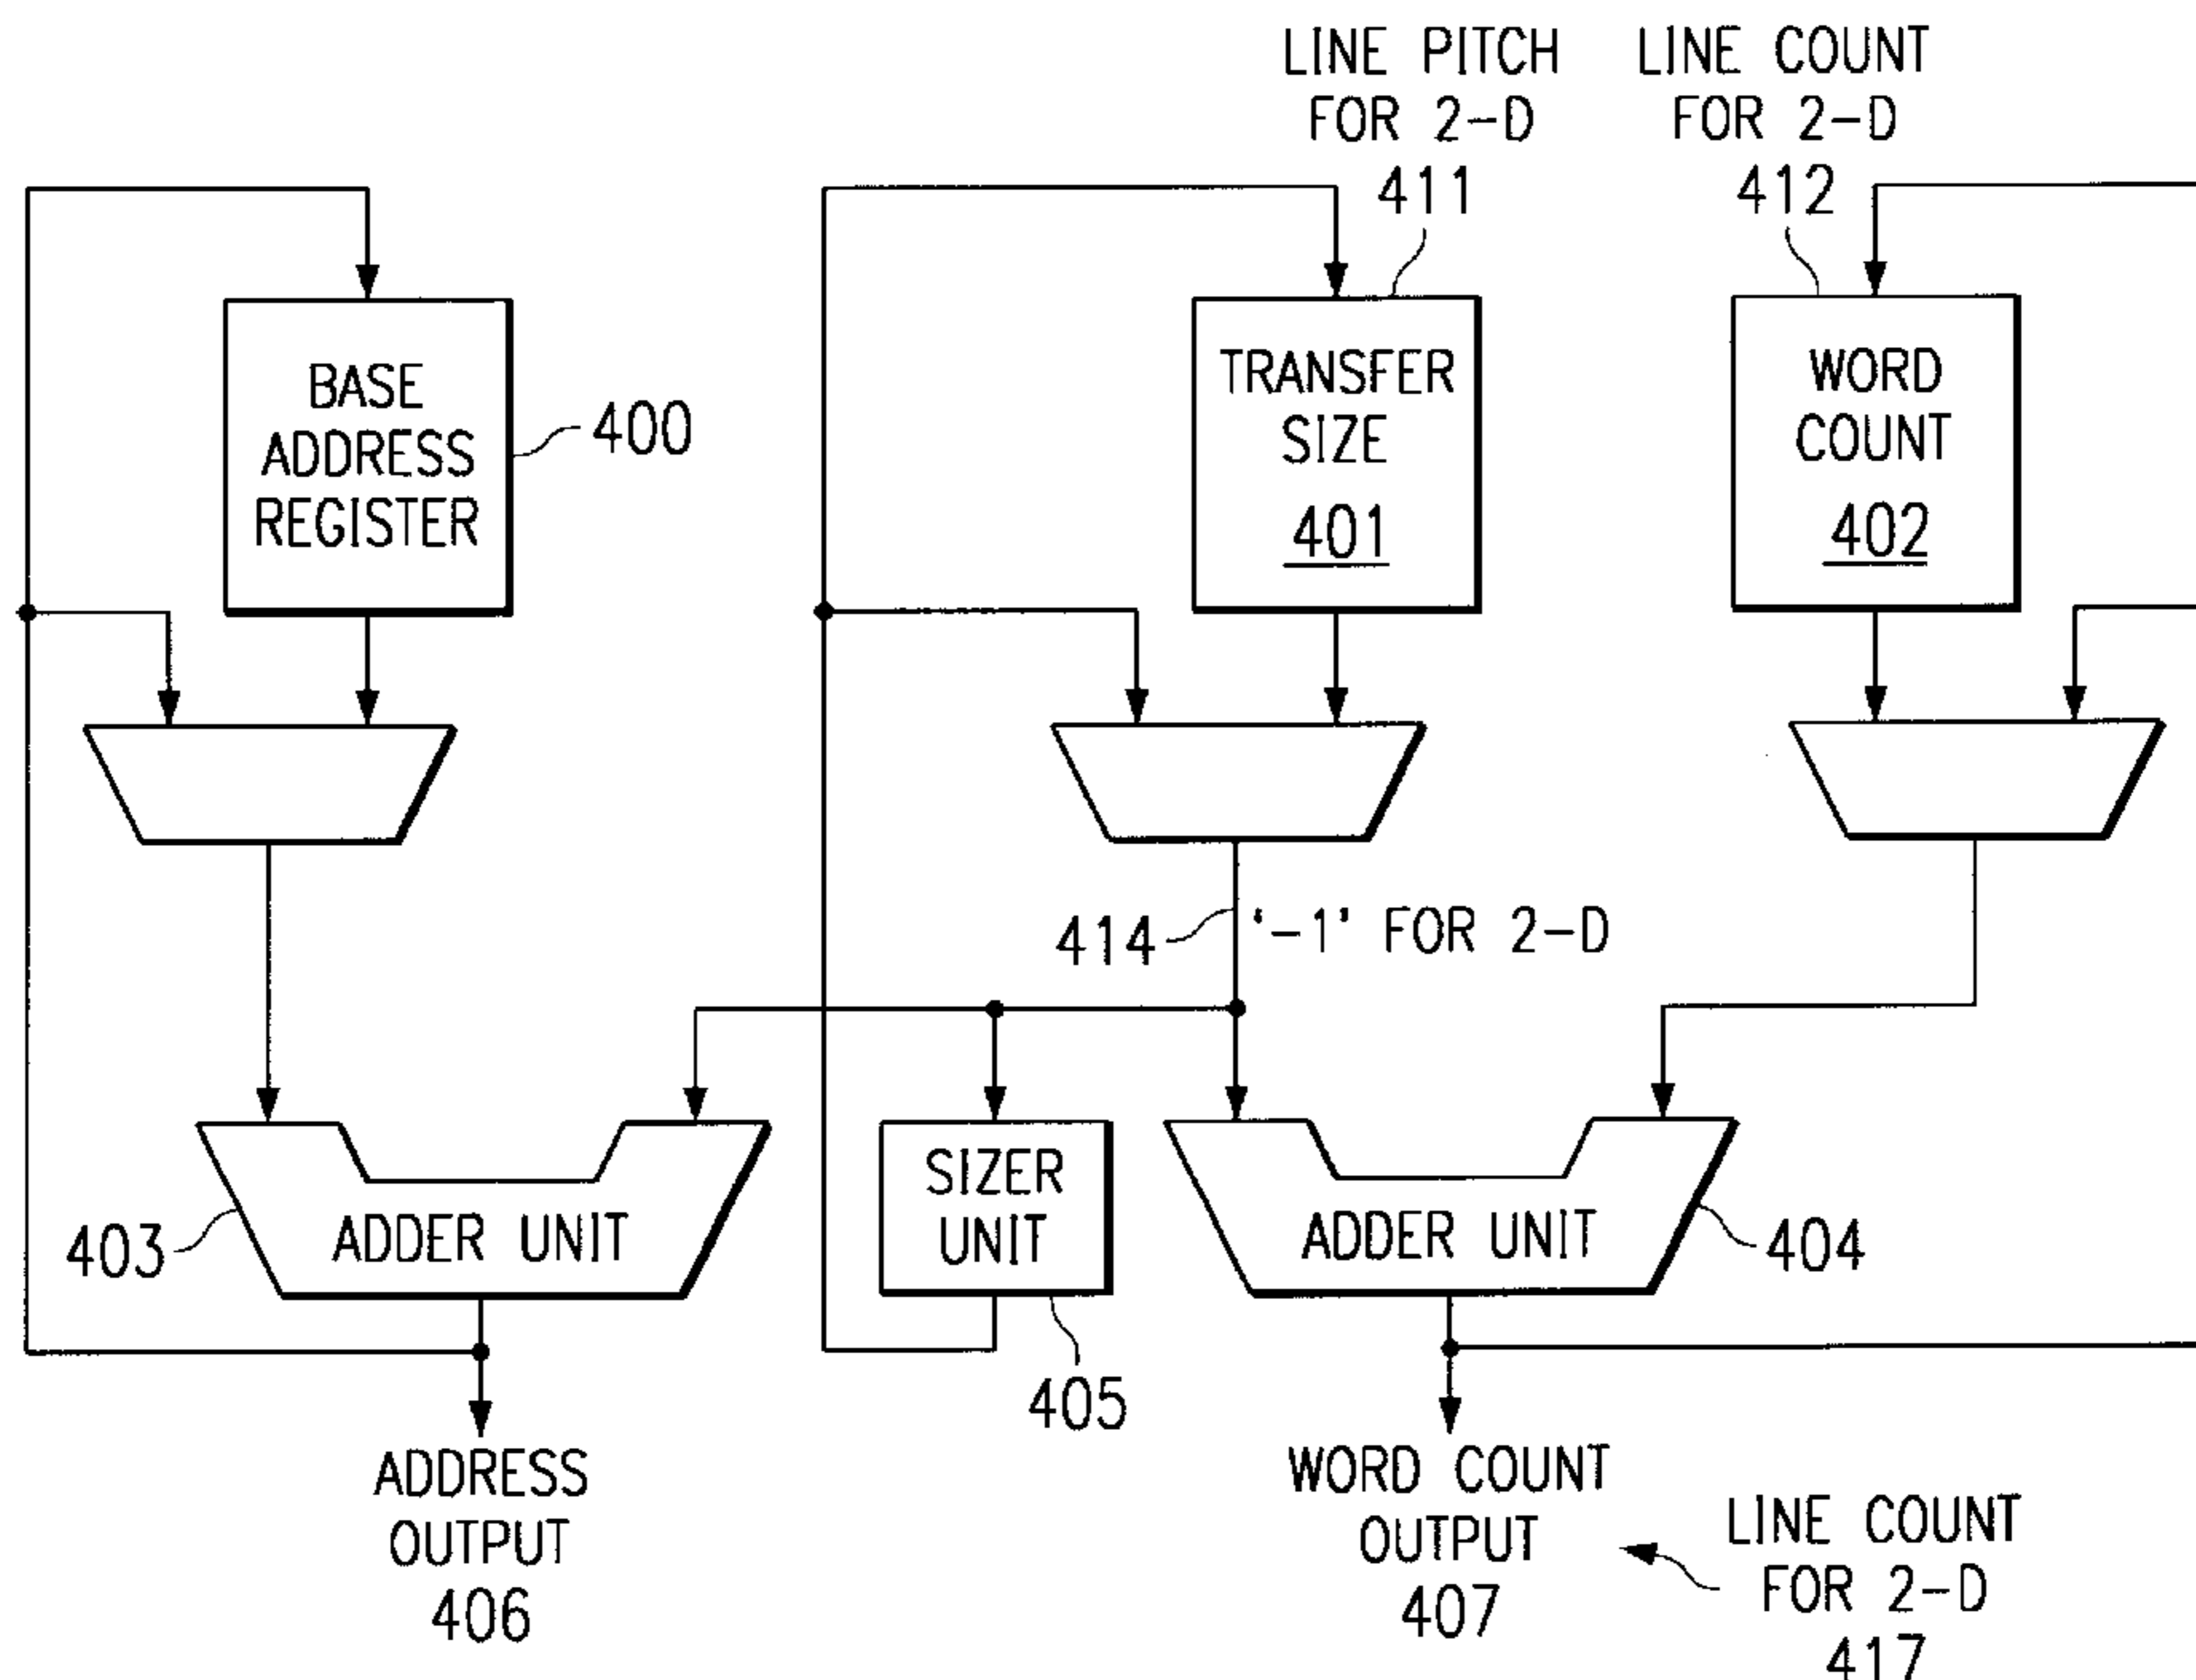 LINE PITCH
FOR 2-D
411
LINE COUNT
FOR 2-D
412
BASE
ADDRESS
REGISTER
400
TRANSFER
SIZE
401
WORD
COUNT
402
414
‘-1’ FOR 2-D
403
ADDER UNIT
SIZER
UNIT
405
ADDER UNIT
404
ADDRESS
OUTPUT
406
WORD COUNT
OUTPUT
407
LINE COUNT
FOR 2-D
417